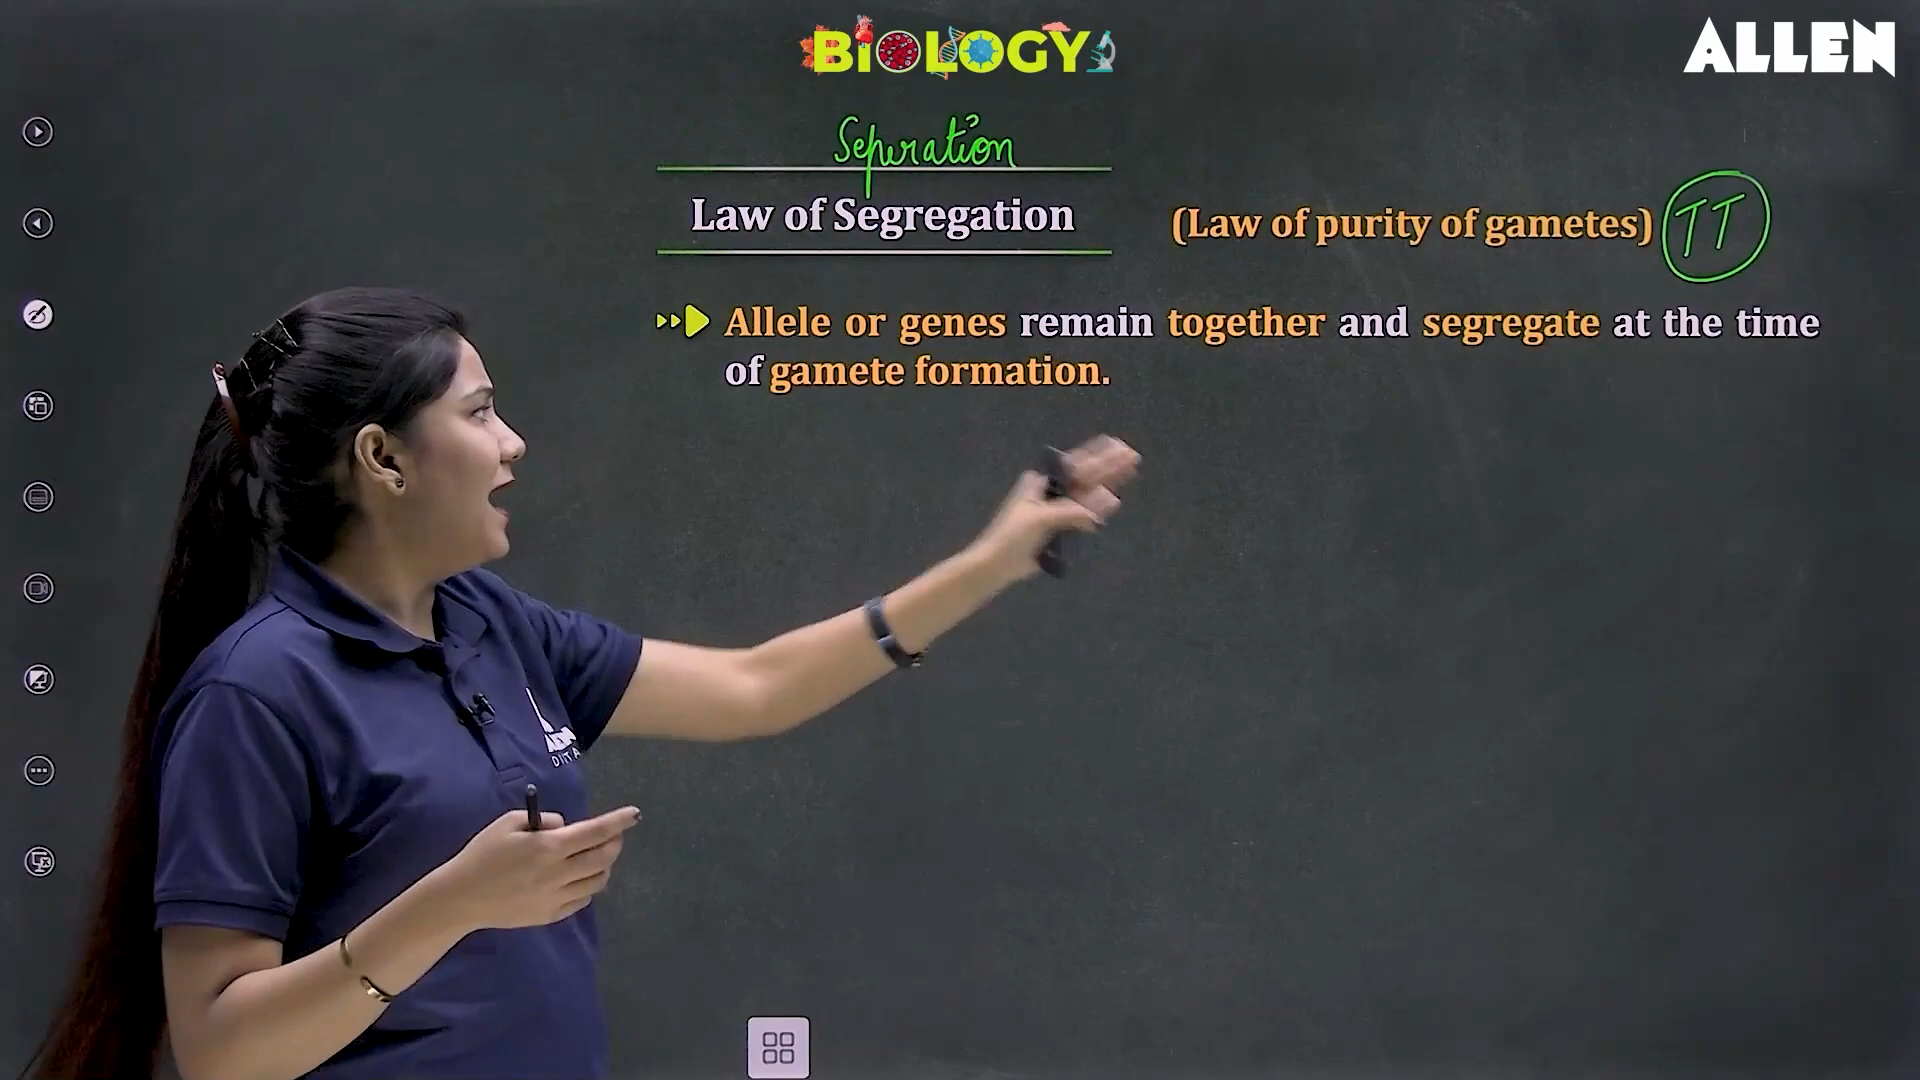 BIOLOGY
ALLEN
Seperation
Law of Segregation
(Law of purity of gametes) TT
Allele or genes remain together and segregate at the time
of gamete formation.